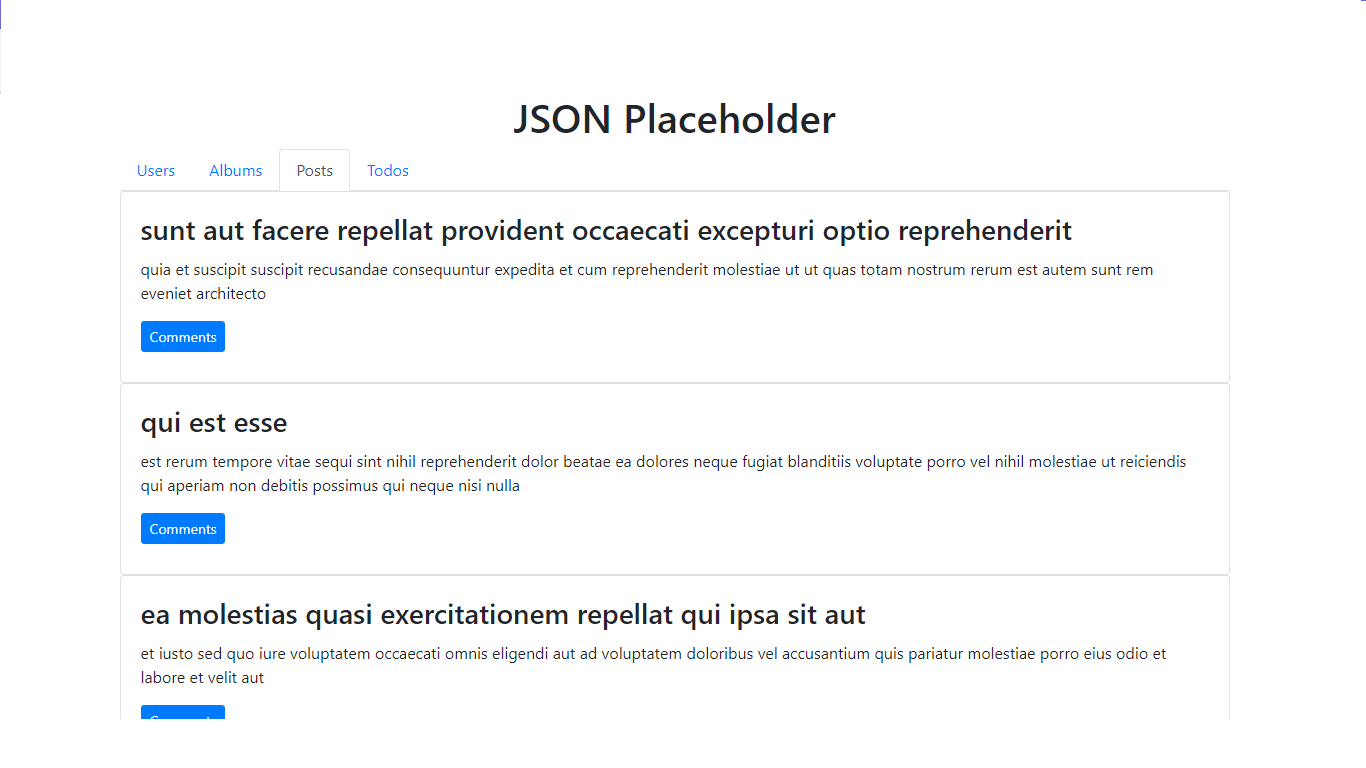 JSON Placeholder
Users Albums Posts Todos
sunt aut facere repellat provident occaecati excepturi optio reprehenderit
quia et suscipit suscipit recusandae consequuntur expedita et cum reprehenderit molestiae ut ut quas totam nostrum rerum est autem sunt rem
eveniet architecto
Comments
qui est esse
est rerum tempore vitae sequi sint nihil reprehenderit dolor beatae ea dolores neque fugiat blanditiis voluptate porro vel nihil molestiae ut reiciendis
qui aperiam non debitis possimus qui neque nisi nulla
Comments
ea molestias quasi exercitationem repellat qui ipsa sit aut
et iusto sed quo iure voluptatem occaecati omnis eligendi aut ad voluptatem doloribus vel accusantium quis pariatur molestiae porro eius odio et
labore et velit aut